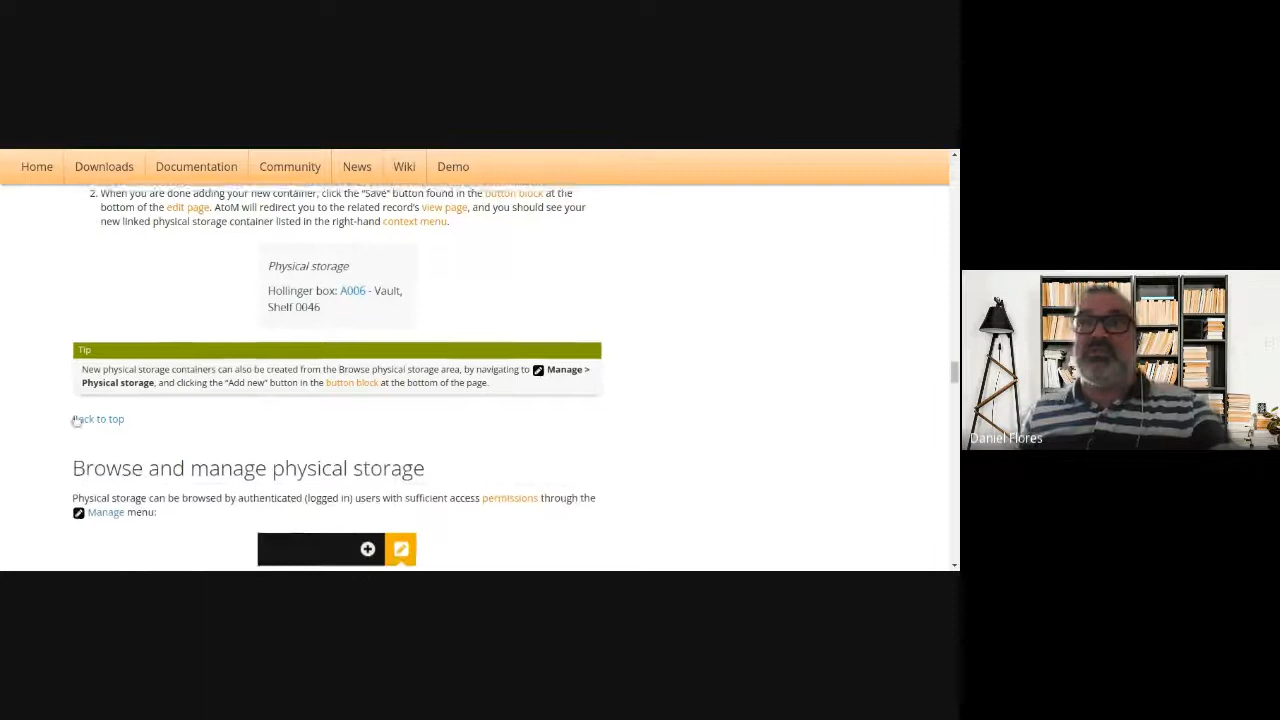 Home Downloads Documentation Community News Wiki Demo
2. When you are done adding your new container, click the "Save" button found in the button block at the
bottom of the edit page. AtoM will redirect you to the related record's view page, and you should see your
new linked physical storage container listed in the right-hand context menu.
Physical storage
Hollinger box: A006 - Vault,
Shelf 0046
Tip
New physical storage containers can also be created from the Browse physical storage area, by navigating to Manage >
Physical storage, and clicking the "Add new" button in the button block at the bottom of the page.
ck to top
Browse and manage physical storage
Physical storage can be browsed by authenticated (logged in) users with sufficient access permissions through the
Manage menu:
Daniel Flores